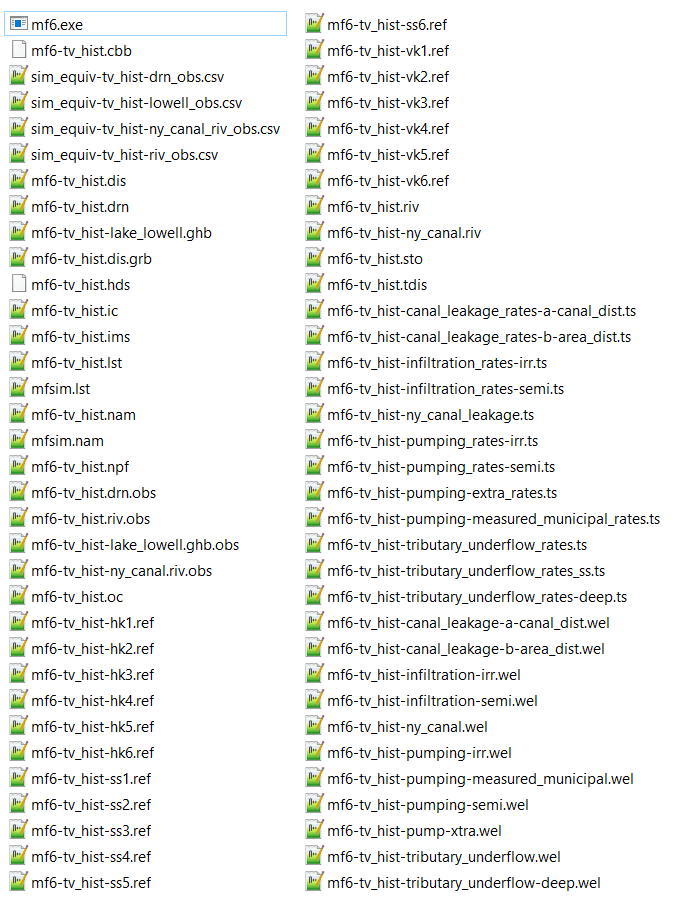 mf6.exe
mf6-tv_hist.cbb
sim_equiv-tv_hist-drn_obs.csv
sim_equiv-tv_hist-lowell_obs.csv
sim_equiv-tv_hist-ny_canal_riv_obs.csv
sim_equiv-tv_hist-riv_obs.csv
mf6-tv_hist.dis
mf6-tv_hist.drn
mf6-tv_hist-lake_lowell.ghb
mf6-tv_hist.dis.grb
mf6-tv_hist.hds
mf6-tv_hist.ic
mf6-tv_hist.ims
mf6-tv_hist.lst
mfsim.lst
mf6-tv_hist.nam
mfsim.nam
mf6-tv_hist.npf
mf6-tv_hist.drn.obs
mf6-tv_hist.riv.obs
mf6-tv_hist-lake_lowell.ghb.obs
mf6-tv_hist-ny_canal.riv.obs
mf6-tv_hist.oc
mf6-tv_hist-hk1.ref
mf6-tv_hist-hk2.ref
mf6-tv_hist-hk3.ref
mf6-tv_hist-hk4.ref
mf6-tv_hist-hk5.ref
mf6-tv_hist-hk6.ref
mf6-tv_hist-ss1.ref
mf6-tv_hist-ss2.ref
mf6-tv_hist-ss3.ref
mf6-tv_hist-ss4.ref
mf6-tv_hist-ss5.ref
mf6-tv_hist-ss6.ref
mf6-tv_hist-vk1.ref
mf6-tv_hist-vk2.ref
mf6-tv_hist-vk3.ref
mf6-tv_hist-vk4.ref
mf6-tv_hist-vk5.ref
mf6-tv_hist-vk6.ref
mf6-tv_hist.riv
mf6-tv_hist-ny_canal.riv
mf6-tv_hist.sto
mf6-tv_hist.tdis
mf6-tv_hist-canal_leakage_rates-a-canal_dist.ts
mf6-tv_hist-canal_leakage_rates-b-area_dist.ts
mf6-tv_hist-infiltration_rates-irr.ts
mf6-tv_hist-infiltration_rates-semi.ts
mf6-tv_hist-ny_canal_leakage.ts
mf6-tv_hist-pumping_rates-irr.ts
mf6-tv_hist-pumping_rates-semi.ts
mf6-tv_hist-pumping-extra_rates.ts
mf6-tv_hist-pumping-measured_municipal_rates.ts
mf6-tv_hist-tributary_underflow_rates.ts
mf6-tv_hist-tributary_underflow_rates_ss.ts
mf6-tv_hist-tributary_underflow_rates-deep.ts
mf6-tv_hist-canal_leakage-a-canal_dist.wel
mf6-tv_hist-canal_leakage-b-area_dist.wel
mf6-tv_hist-infiltration-irr.wel
mf6-tv_hist-infiltration-semi.wel
mf6-tv_hist-ny_canal.wel
mf6-tv_hist-pumping-irr.wel
mf6-tv_hist-pumping-measured_municipal.wel
mf6-tv_hist-pumping-semi.wel
mf6-tv_hist-pump-xtra.wel
mf6-tv_hist-tributary_underflow.wel
mf6-tv_hist-tributary_underflow-deep.wel